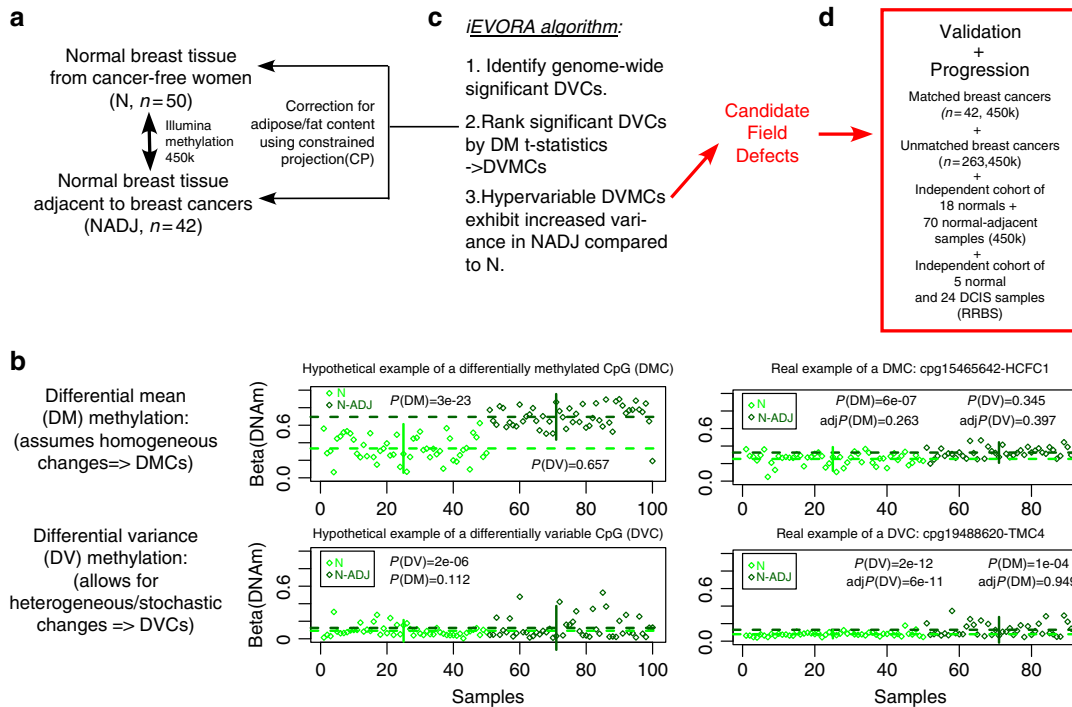 a
Normal breast tissue
from cancer-free women
(N, n=50)
Illumina
methylation
450k
Normal breast tissue
adjacent to breast cancers
(NADJ, n=42)
Correction for
adipose/fat content
using constrained
projection(CP)
c
iEVORA algorithm:
1. Identify genome-wide
significant DVCs.
2.Rank significant DVCs
by DM t-statistics
->DVMCs
3.Hypervariable DVMCs
exhibit increased vari-
ance in NADJ compared
to N.
Candidate
Field
Defects
d
Validation
+
Progression
Matched breast cancers
(n=42, 450k)
+
Unmatched breast cancers
(n=263,450k)
+
Independent cohort of
18 normals +
70 normal-adjacent
samples (450k)
+
Independent cohort of
5 normal
and 24 DCIS samples
(RRBS)
b
Differential mean
(DM) methylation:
(assumes homogeneous
changes=> DMCs)
Hypothetical example of a differentially methylated CpG (DMC)
N
N-ADJ
P(DM)=3e-23
P(DV)=0.657
Beta(DNAm)
0.0 0.6
0 20 40 60 80 100
Real example of a DMC: cpg15465642-HCFC1
N
N-ADJ
P(DM)=6e-07 P(DV)=0.345
adjP(DM)=0.263 adjP(DV)=0.397
0.0 0.6
0 20 40 60 80
Differential variance
(DV) methylation:
(allows for
heterogeneous/stochastic
changes => DVCs)
Hypothetical example of a differentially variable CpG (DVC)
N
N-ADJ
P(DV)=2e-06
P(DM)=0.112
Beta(DNAm)
0 0.6
0 20 40 60 80 100
Samples
Real example of a DVC: cpg19488620-TMC4
N
N-ADJ
P(DV)=2e-12 P(DM)=1e-04
adjP(DV)=6e-11 adjP(DM)=0.949
0.0 0.6
0 20 40 60 80
Samples